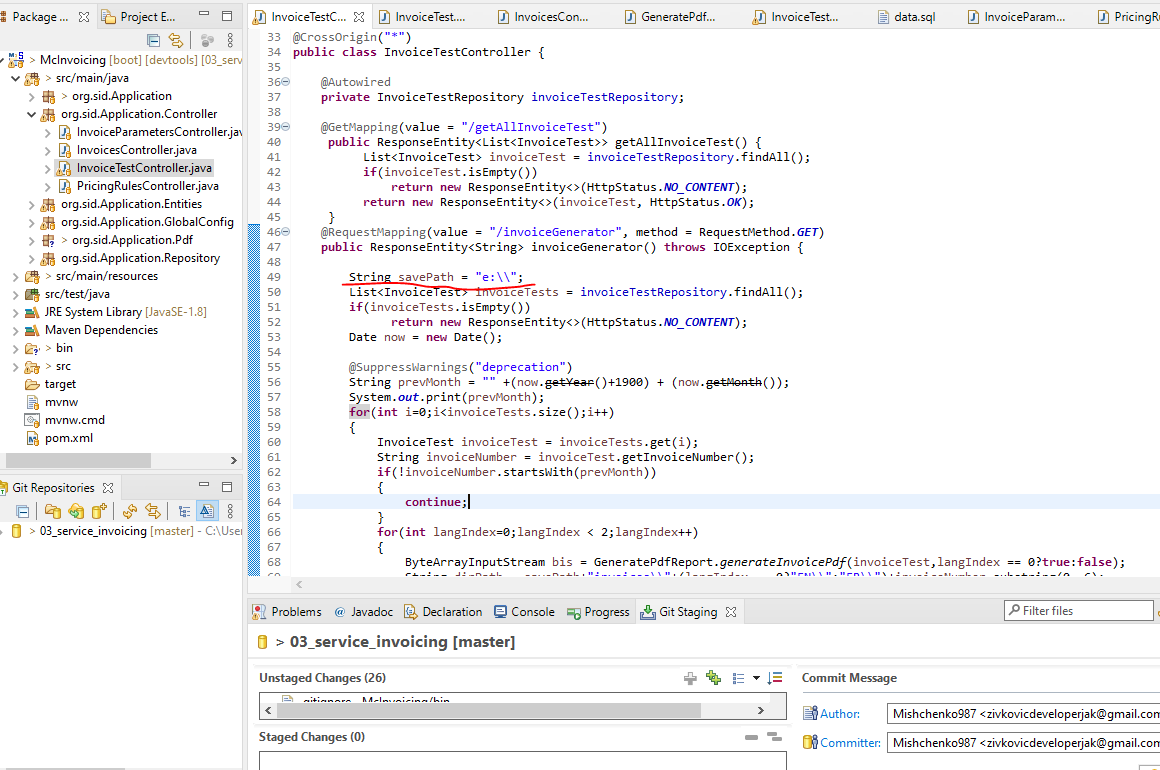 Package ...
Project E...
McInvoicing [boot] [devtools] [03_serv
> src/main/java
> org.sid.Application
org.sid.Application.Controller
InvoiceParametersController.jav
InvoicesController.java
InvoiceTestController.java
PricingRulesController.java
org.sid.Application.Entities
org.sid.Application.GlobalConfig
> org.sid.Application.Pdf
org.sid.Application.Repository
> src/main/resources
src/test/java
JRE System Library [JavaSE-1.8]
Maven Dependencies
> bin
> src
target
mvnw
mvnw.cmd
pom.xml
Git Repositories
> 03_service_invoicing [master] - C:\User
InvoiceTestC...
InvoiceTest....
InvoicesCon...
GeneratePdf...
InvoiceTest...
data.sql
InvoiceParam...
PricingRu
33 @CrossOrigin("*")
34 public class InvoiceTestController {
35
36 @Autowired
37 private InvoiceTestRepository invoiceTestRepository;
38
39 @GetMapping(value = "/getAllInvoiceTest")
40 public ResponseEntity<List<InvoiceTest>> getAllInvoiceTest() {
41 List<InvoiceTest> invoiceTest = invoiceTestRepository.findAll();
42 if(invoiceTest.isEmpty())
43 return new ResponseEntity<>(HttpStatus.NO_CONTENT);
44 return new ResponseEntity<>(invoiceTest, HttpStatus.OK);
45 }
46 @RequestMapping(value = "/invoiceGenerator", method = RequestMethod.GET)
47 public ResponseEntity<String> invoiceGenerator() throws IOException {
48
49 String savePath = "e:\\";
50 List<InvoiceTest> invoiceTests = invoiceTestRepository.findAll();
51 if(invoiceTests.isEmpty())
52 return new ResponseEntity<>(HttpStatus.NO_CONTENT);
53 Date now = new Date();
54
55 @SuppressWarnings("deprecation")
56 String prevMonth = "" +(now.getYear()+1900) + (now.getMonth());
57 System.out.print(prevMonth);
58 for(int i=0;i<invoiceTests.size();i++)
59 {
60 InvoiceTest invoiceTest = invoiceTests.get(i);
61 String invoiceNumber = invoiceTest.getInvoiceNumber();
62 if(!invoiceNumber.startsWith(prevMonth))
63 {
64 continue;
65 }
66 for(int langIndex=0;langIndex < 2;langIndex++)
67 {
68 ByteArrayInputStream bis = GeneratePdfReport.generateInvoicePdf(invoiceTest,langIndex == 0?true:false);
Problems
@ Javadoc
Declaration
Console
Progress
Git Staging
Filter files
> 03_service_invoicing [master]
Unstaged Changes (26)
.gitignore - McInvoicing/bin
Staged Changes (0)
Commit Message
Author: Mishchenko987 <zivkovicdeveloperjak@gmail.com
Committer: Mishchenko987 <zivkovicdeveloperjak@gmail.com